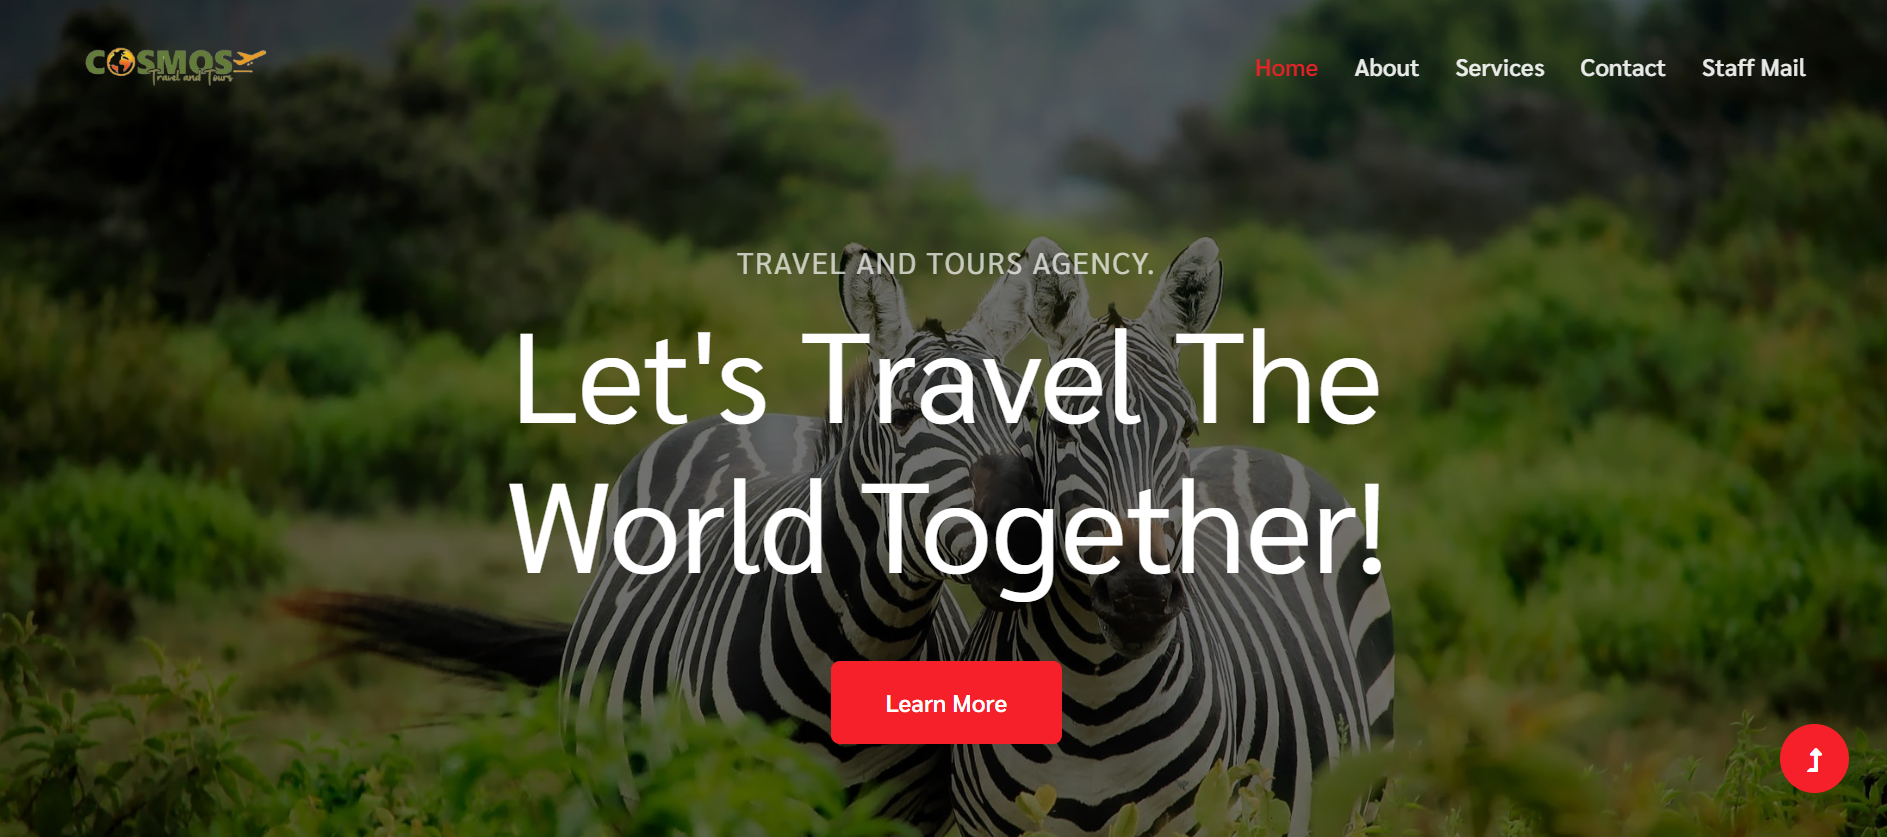 COSMOS
Travel and Tours
Home About Services Contact Staff Mail
TRAVEL AND TOURS AGENCY.
Let's Travel The
World Together!
Learn More